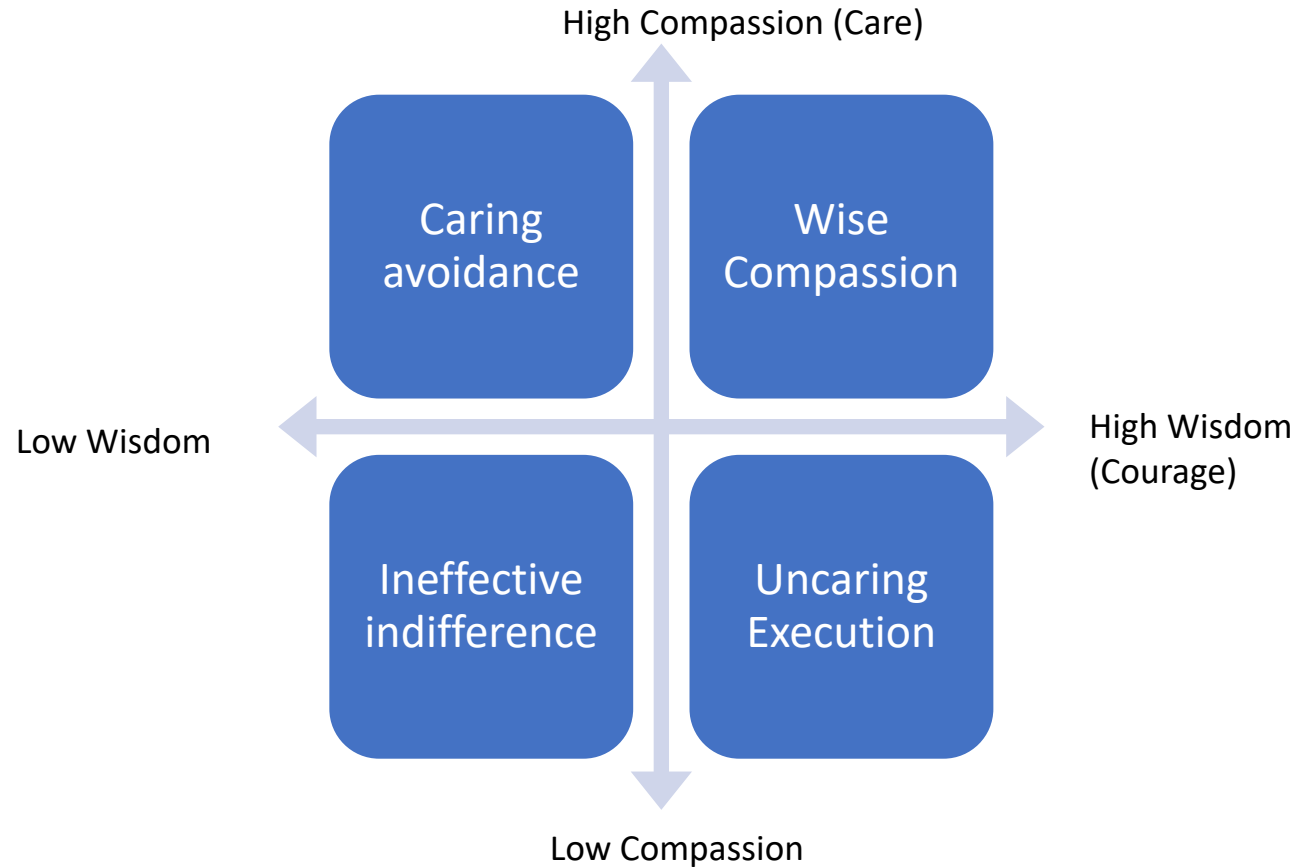 High Compassion (Care)
Caring
avoidance
Wise
Compassion
Low Wisdom
High Wisdom
(Courage)
Ineffective
indifference
Uncaring
Execution
Low Compassion